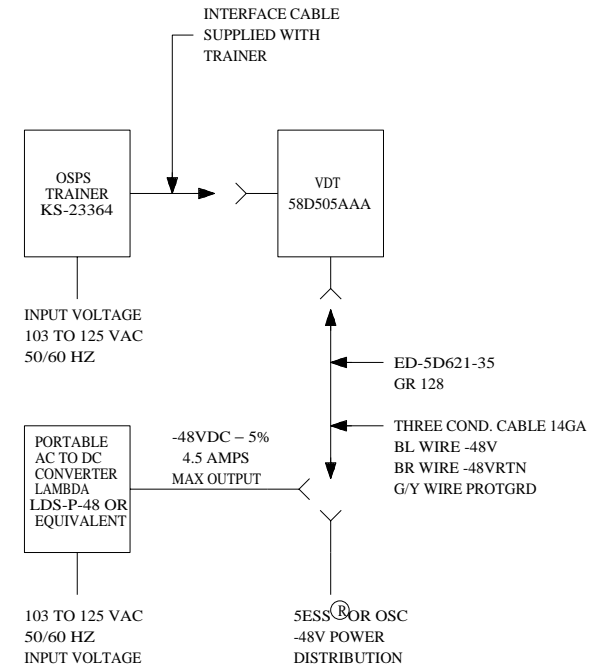 INTERFACE CABLE
SUPPLIED WITH
TRAINER
OSPS
TRAINER
KS-23364
VDT
58D505AAA
INPUT VOLTAGE
103 TO 125 VAC
50/60 HZ
ED-5D621-35
GR 128
THREE COND. CABLE 14GA
BL WIRE -48V
BR WIRE -48VRTN
G/Y WIRE PROTGRD
-48VDC – 5%
4.5 AMPS
MAX OUTPUT
PORTABLE
AC TO DC
CONVERTER
LAMBDA
LDS-P-48 OR
EQUIVALENT
103 TO 125 VAC
50/60 HZ
INPUT VOLTAGE
5ESS® OR OSC
-48V POWER
DISTRIBUTION